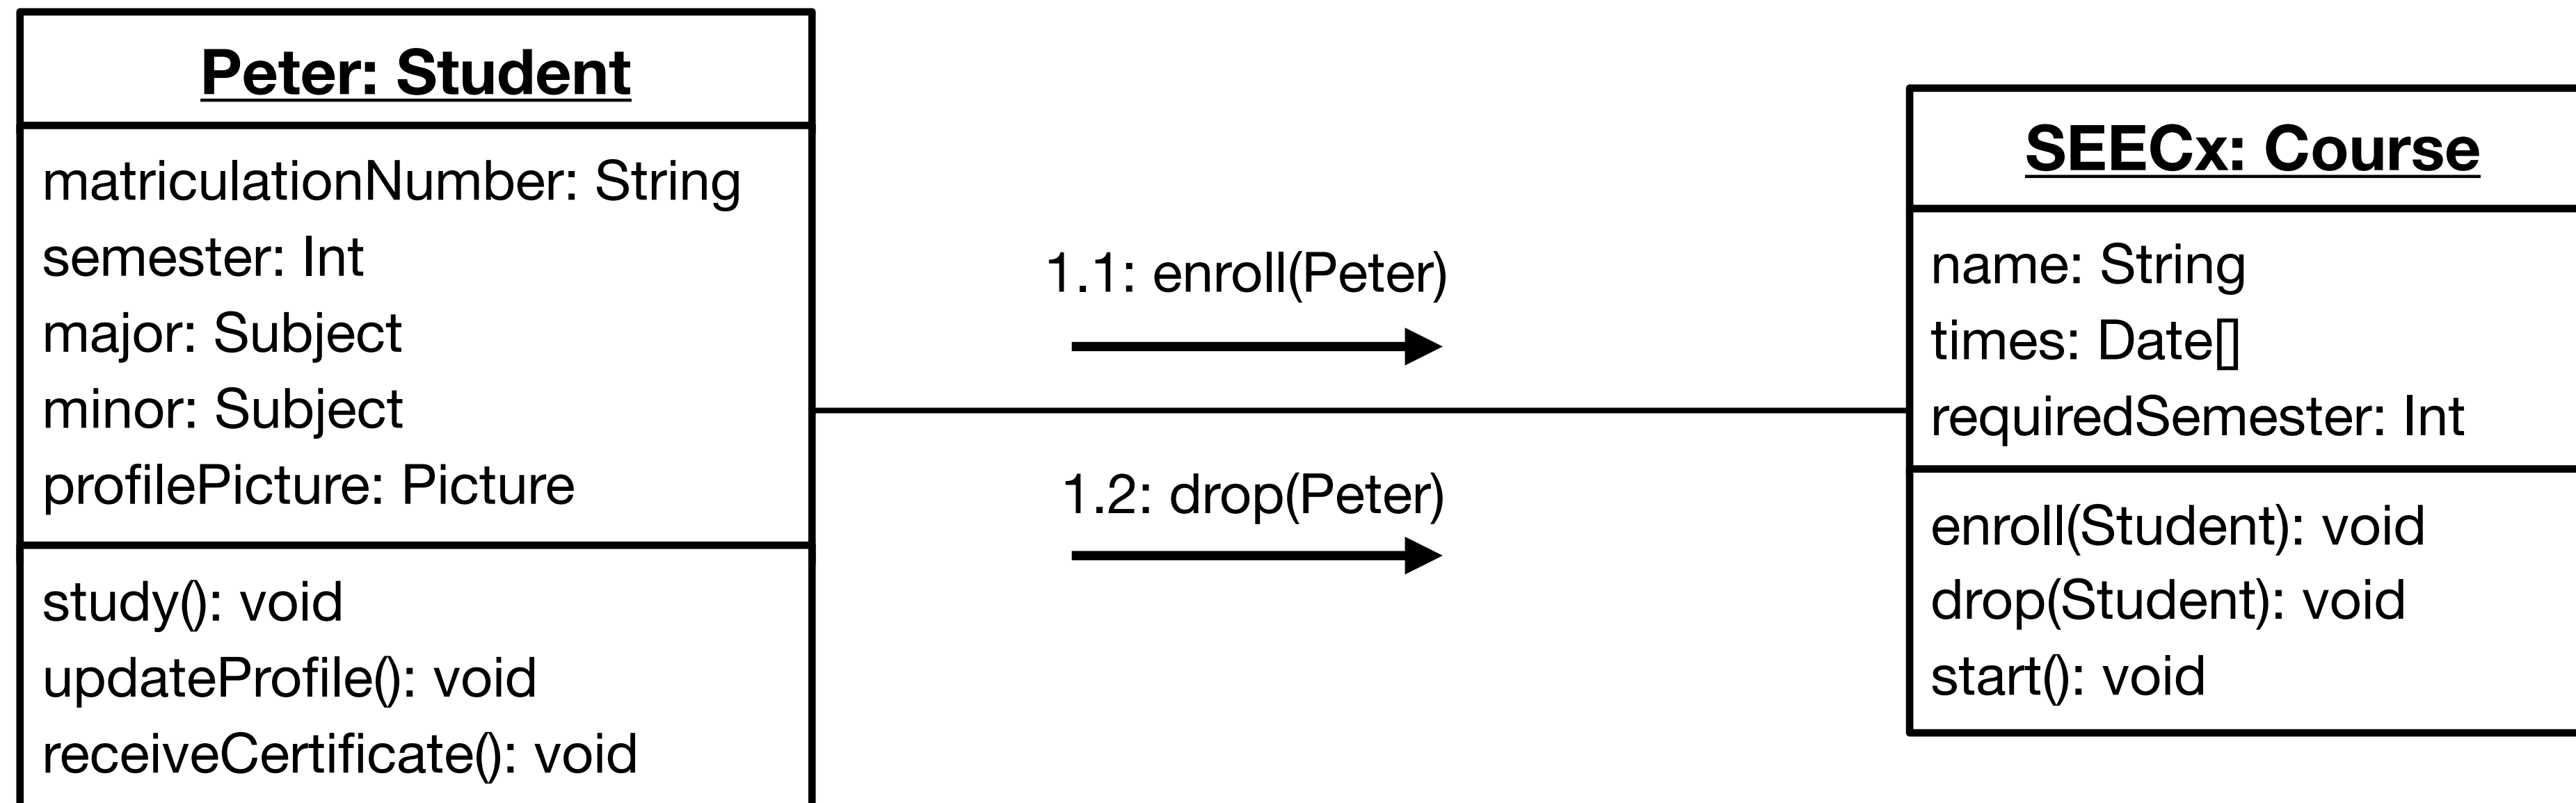 Peter: Student
matriculationNumber: String
semester: Int
major: Subject
minor: Subject
profilePicture: Picture
study(): void
updateProfile(): void
receiveCertificate(): void
1.1: enroll(Peter)
1.2: drop(Peter)
SEECx: Course
name: String
times: Date[]
requiredSemester: Int
enroll(Student): void
drop(Student): void
start(): void